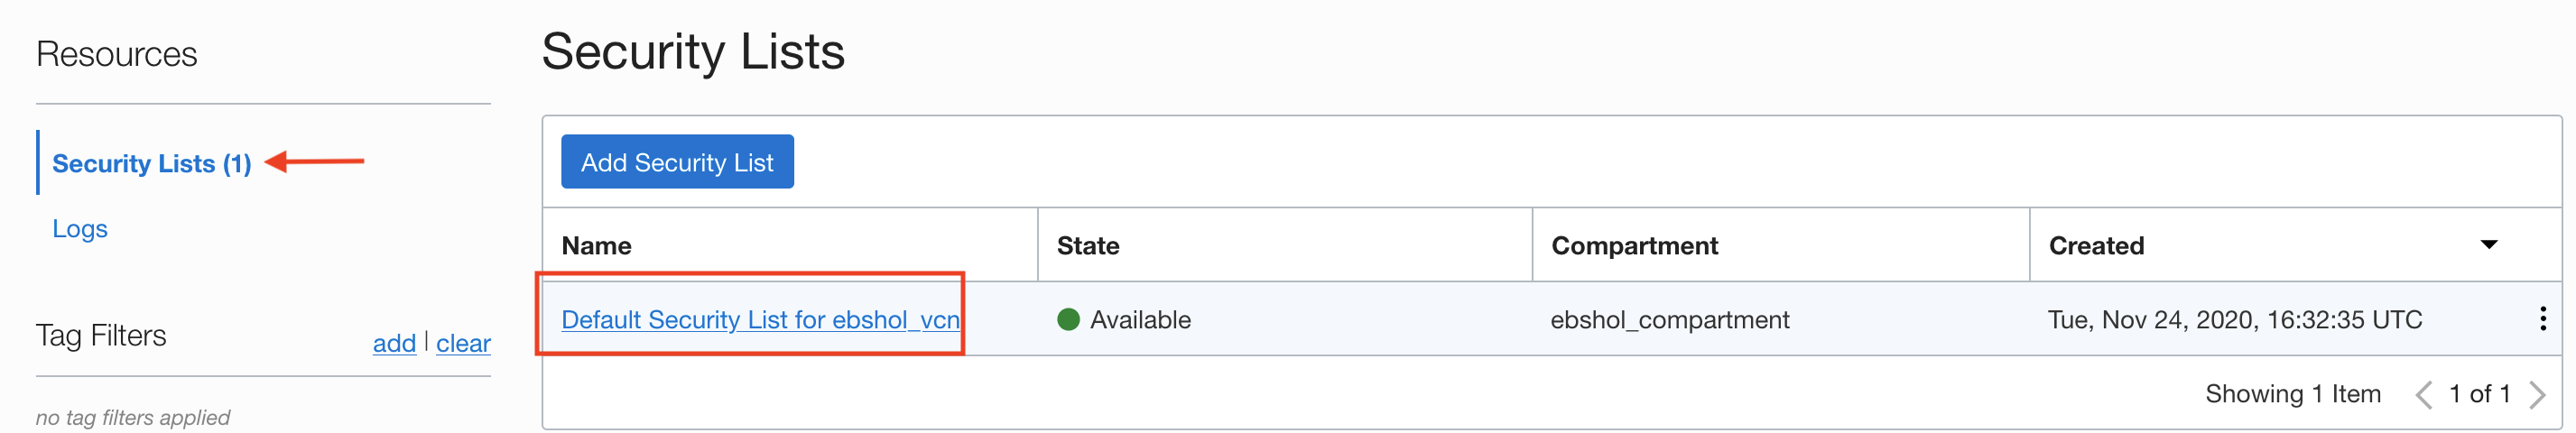 Resources
Security Lists (1)
Logs
Tag Filters
add | clear
no tag filters applied
Security Lists
Add Security List
Name State Compartment Created
Default Security List for ebshol_vcn Available ebshol_compartment Tue, Nov 24, 2020, 16:32:35 UTC
Showing 1 Item < 1 of 1 >